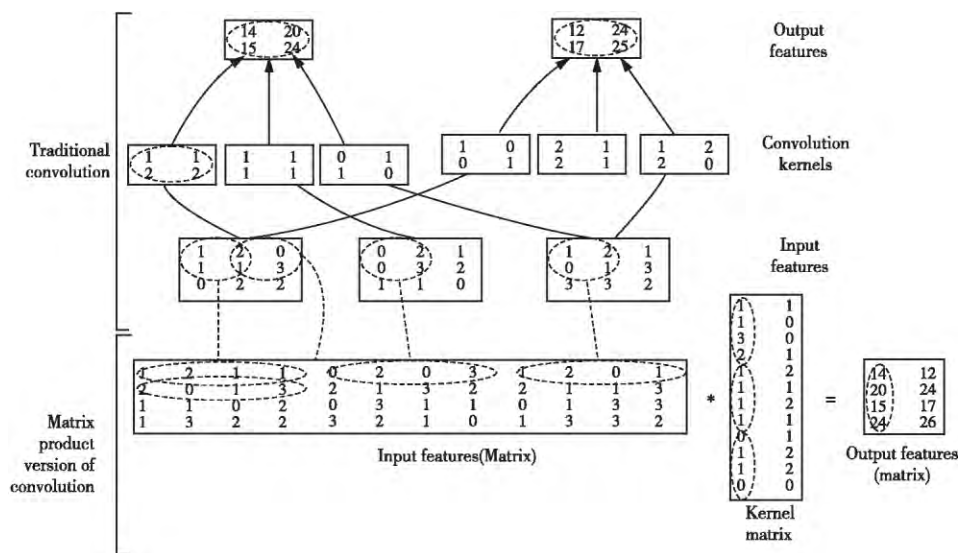 14 20
15 24
12 24
17 25
Output
features
Traditional
convolution
1 1
2 2
1 1
1 1
0 1
1 0
1 0
0 1
2 1
2 1
1 2
2 0
Convolution
kernels
1 2 0
1 1 3
0 2 2
0 2 1
0 3 2
1 1 0
1 2 1
0 1 3
3 3 2
Input
features
Matrix
product
version of
convolution
1 2 1 1 0 2 0 3 1 2 0 1
2 0 1 3 2 1 3 2 2 1 1 3
1 1 0 2 0 3 1 1 0 1 3 3
1 3 2 2 3 2 1 0 1 3 3 2
Input features(Matrix)
*
1 1
1 0
3 0
2 1
1 2
1 1
1 2
1 1
0 1
1 2
1 2
0 0
Kernel
matrix
=
14 12
20 24
15 17
24 26
Output features
(matrix)